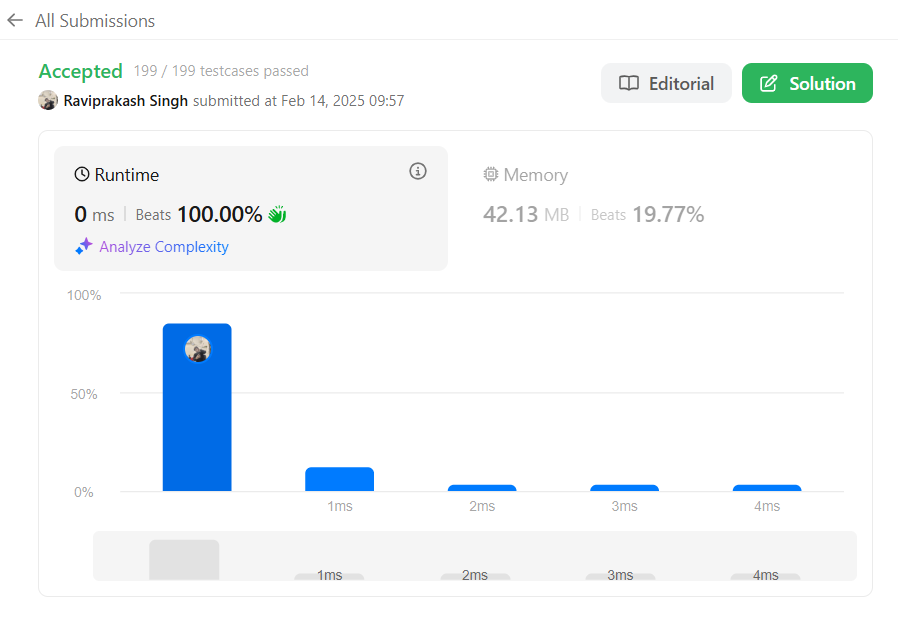 All Submissions
Accepted 199 / 199 testcases passed
Raviprakash Singh submitted at Feb 14, 2025 09:57
Editorial
Solution
Runtime
0 ms Beats 100.00%
Analyze Complexity
Memory
42.13 MB Beats 19.77%
100%
50%
0%
1ms 2ms 3ms 4ms
1ms 2ms 3ms 4ms